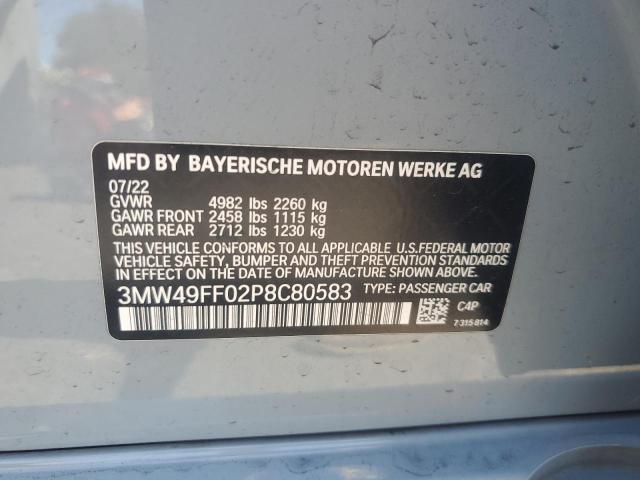 MFD BY BAYERISCHE MOTOREN WERKE AG
07/22
GVWR 4982 lbs 2260 kg
GAWR FRONT 2458 lbs 1115 kg
GAWR REAR 2712 lbs 1230 kg
THIS VEHICLE CONFORMS TO ALL APPLICABLE U.S.FEDERAL MOTOR
VEHICLE SAFETY, BUMPER AND THEFT PREVENTION STANDARDS IN
EFFECT ON THE DATE OF MANUFACTURE SHOWN ABOVE.
3MW49FF02P8C80583 TYPE: PASSENGER CAR
C4P
7 315 814